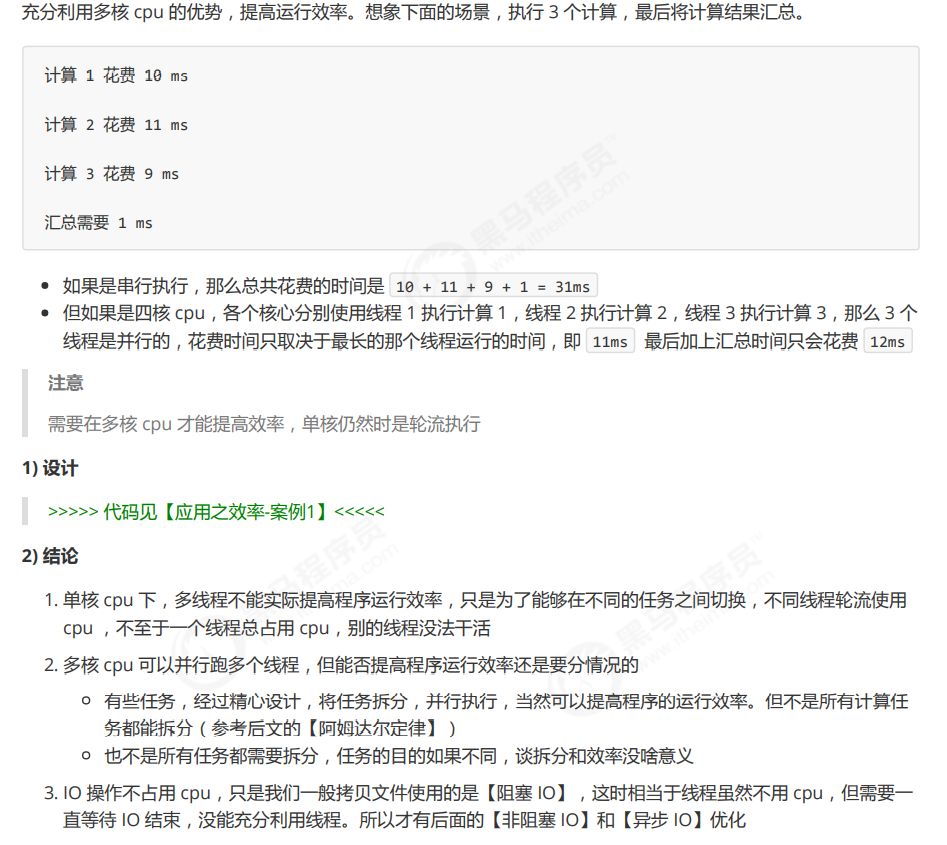 充分利用多核 cpu 的优势，提高运行效率。想象下面的场景，执行 3 个计算，最后将计算结果汇总。
计算 1 花费 10 ms
计算 2 花费 11 ms
计算 3 花费 9 ms
汇总需要 1 ms
如果是串行执行，那么总共花费的时间是 10 + 11 + 9 + 1 = 31ms
但如果是四核 cpu，各个核心分别使用线程 1 执行计算 1，线程 2 执行计算 2，线程 3 执行计算 3，那么 3 个
线程是并行的，花费时间只取决于最长的那个线程运行的时间，即 11ms 最后加上汇总时间只会花费 12ms
注意
需要在多核 cpu 才能提高效率，单核仍然时是轮流执行
1) 设计
>>>>> 代码见【应用之效率-案例1】<<<<<
2) 结论
1. 单核 cpu 下，多线程不能实际提高程序运行效率，只是为了能够在不同的任务之间切换，不同线程轮流使用
cpu ，不至于一个线程总占用 cpu，别的线程没法干活
2. 多核 cpu 可以并行跑多个线程，但能否提高程序运行效率还是要分情况的
有些任务，经过精心设计，将任务拆分，并行执行，当然可以提高程序的运行效率。但不是所有计算任
务都能拆分（参考后文的【阿姆达尔定律】）
也不是所有任务都需要拆分，任务的目的如果不同，谈拆分和效率没啥意义
3. IO 操作不占用 cpu，只是我们一般拷贝文件使用的是【阻塞 IO】，这时相当于线程虽然不用 cpu，但需要一
直等待 IO 结束，没能充分利用线程。所以才有后面的【非阻塞 IO】和【异步 IO】优化
黑马程序员
www.itheima.com
黑马程序员
www.itheima.com
黑马程序员
www.itheima.com